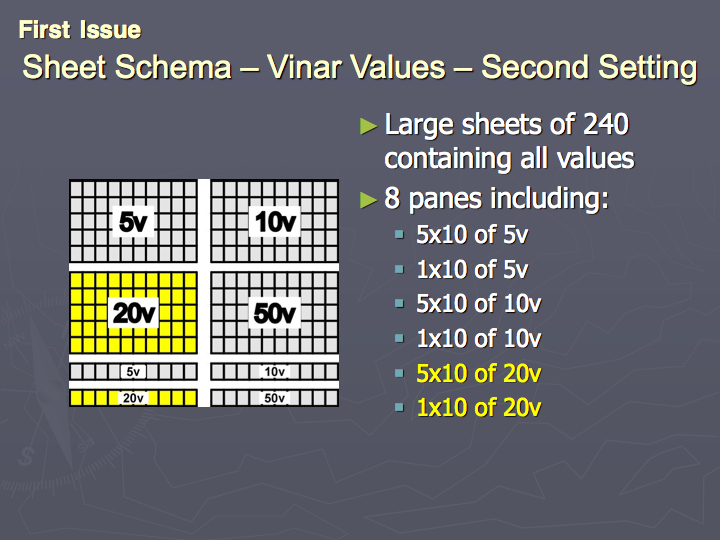 First Issue
Sheet Schema – Vinar Values – Second Setting
► Large sheets of 240
containing all values
► 8 panes including:
▪ 5x10 of 5v
▪ 1x10 of 5v
▪ 5x10 of 10v
▪ 1x10 of 10v
▪ 5x10 of 20v
▪ 1x10 of 20v
5v 10v
20v 50v
5v 10v
20v 50v
S